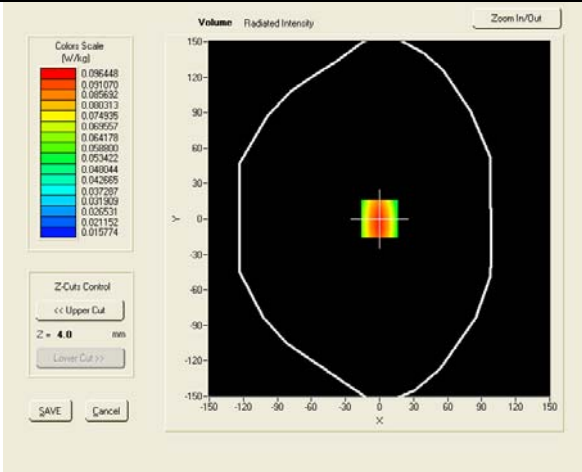 Volume Radiated Intensity
Zoom In/Out
Colors Scale
(W/kg)
0.096448
0.091070
0.085692
0.080313
0.074935
0.069557
0.064178
0.058800
0.053422
0.048044
0.042665
0.037287
0.031909
0.026531
0.021152
0.015774
Z-Cuts Control
<< Upper Cut
Z = 4.0 mm
Lower Cut >>
SAVE Cancel
150
120
90
60
30
0
-30
-60
-90
-120
-150
Y
-150 -120 -90 -60 -30 0 30 60 90 120 150
X